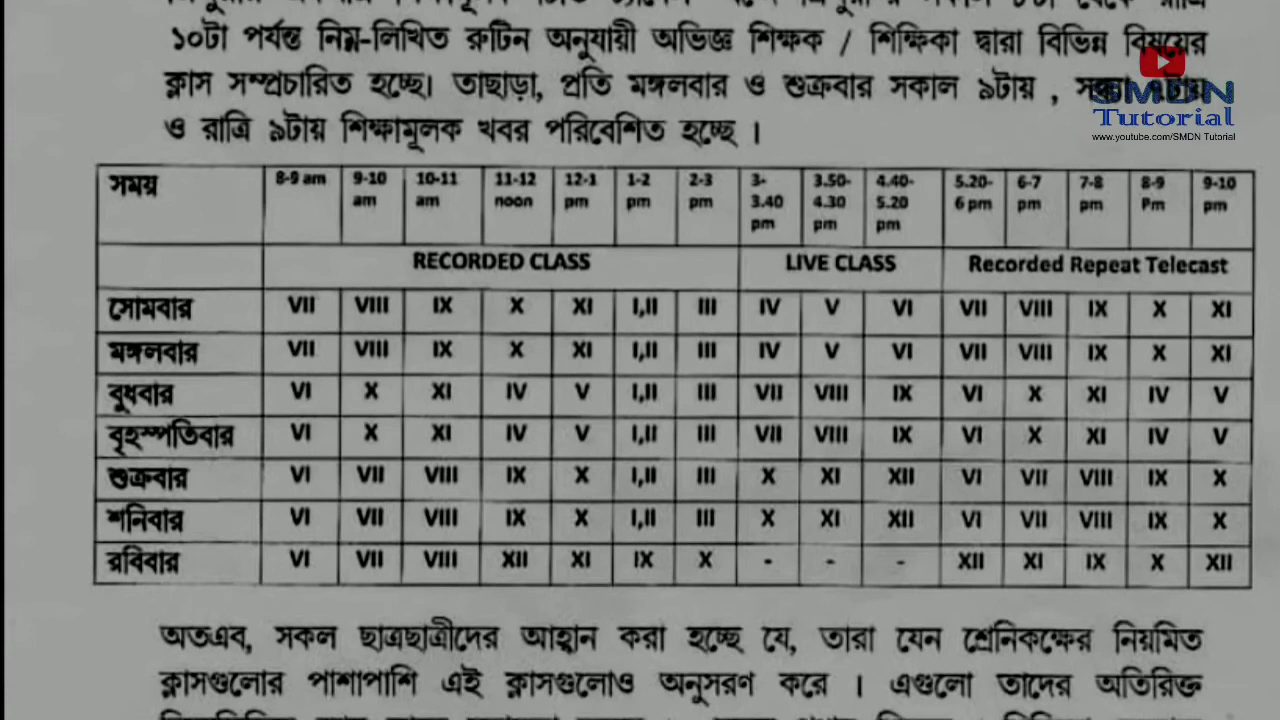 ১০টা পর্যন্ত নিম্ন-লিখিত রুটিন অনুযায়ী অভিজ্ঞ শিক্ষক / শিক্ষিকা দ্বারা বিভিন্ন বিষয়ের
ক্লাস সম্প্রচারিত হচ্ছে। তাছাড়া, প্রতি মঙ্গলবার ও শুক্রবার সকাল ৯টায় ,
SMDN
Tutorial
www.youtube.com/SMDN Tutorial
ও রাত্রি ৯টায় শিক্ষামূলক খবর পরিবেশিত হচ্ছে ।
সময় 8-9 am 9-10 am 10-11 am 11-12 noon 12-1 pm 1-2 pm 2-3 pm 3-3.40 pm 3.50-4.30 pm 4.40-5.20 pm 5.20-6 pm 6-7 pm 7-8 pm 8-9 Pm 9-10 pm
RECORDED CLASS LIVE CLASS Recorded Repeat Telecast
সোমবার VII VIII IX X XI I,II III IV V VI VII VIII IX X XI
মঙ্গলবার VII VIII IX X XI I,II III IV V VI VII VIII IX X XI
বুধবার VI X XI IV V I,II III VII VIII IX VI X XI IV V
বৃহস্পতিবার VI X XI IV V I,II III VII VIII IX VI X XI IV V
শুক্রবার VI VII VIII IX X I,II III X XI XII VI VII VIII IX X
শনিবার VI VII VIII IX X I,II III X XI XII VI VII VIII IX X
রবিবার VI VII VIII XII XI IX X - - - XII XI IX X XII
অতএব, সকল ছাত্রছাত্রীদের আহ্বান করা হচ্ছে যে, তারা যেন শ্রেনিকক্ষের নিয়মিত
ক্লাসগুলোর পাশাপাশি এই ক্লাসগুলোও অনুসরণ করে । এগুলো তাদের অতিরিক্ত